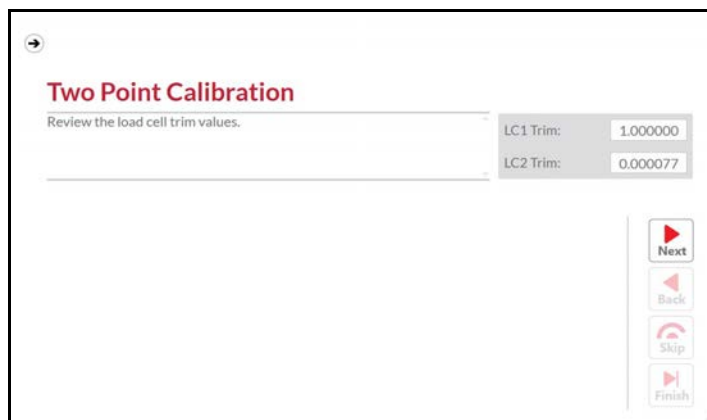 Two Point Calibration
Review the load cell trim values.
LC1 Trim: 1.000000
LC2 Trim: 0.000077
Next
Back
Skip
Finish